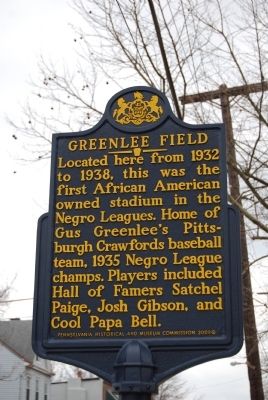 GREENLEE FIELD
Located here from 1932
to 1938, this was the
first African American
owned stadium in the
Negro Leagues. Home of
Gus Greenlee's Pitts-
burgh Crawfords baseball
team, 1935 Negro League
champs. Players included
Hall of Famers Satchel
Paige, Josh Gibson, and
Cool Papa Bell.
PENNSYLVANIA HISTORICAL AND MUSEUM COMMISSION 2009©